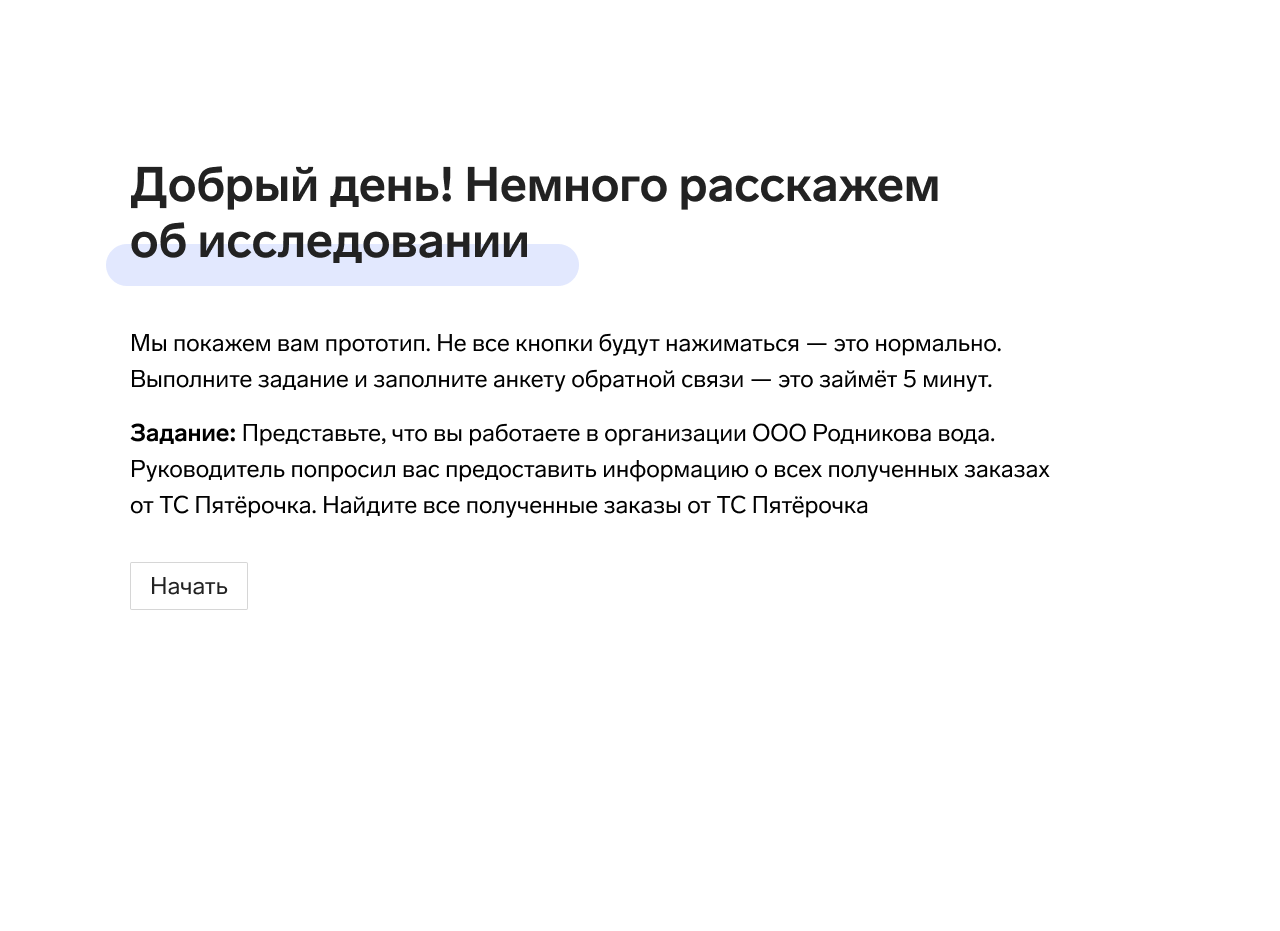 Добрый день! Немного расскажем
об исследовании
Мы покажем вам прототип. Не все кнопки будут нажиматься — это нормально.
Выполните задание и заполните анкету обратной связи — это займёт 5 минут.
Задание: Представьте, что вы работаете в организации ООО Родникова вода.
Руководитель попросил вас предоставить информацию о всех полученных заказах
от ТС Пятёрочка. Найдите все полученные заказы от ТС Пятёрочка
Начать